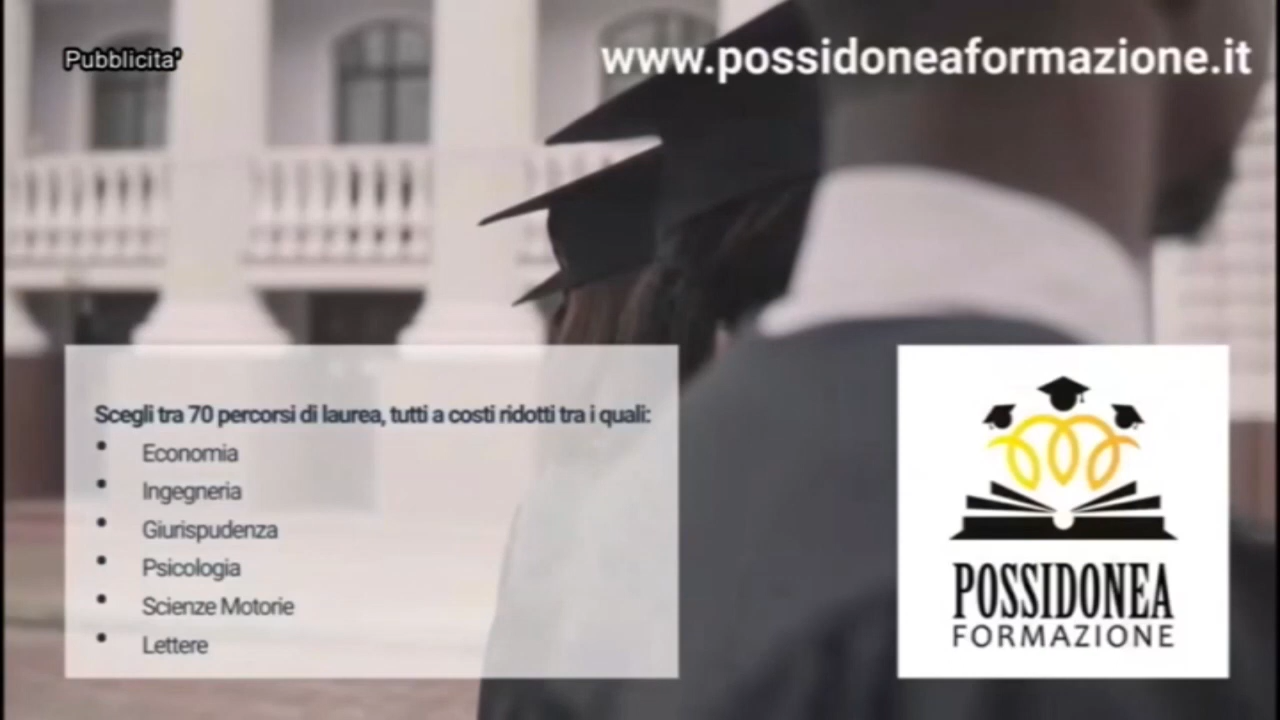 Pubblicita'
www.possidoneaformazione.it
Scegli tra 70 percorsi di laurea, tutti a costi ridotti tra i quali:
• Economia
• Ingegneria
• Giurispudenza
• Psicologia
• Scienze Motorie
• Lettere
POSSIDONEA
FORMAZIONE